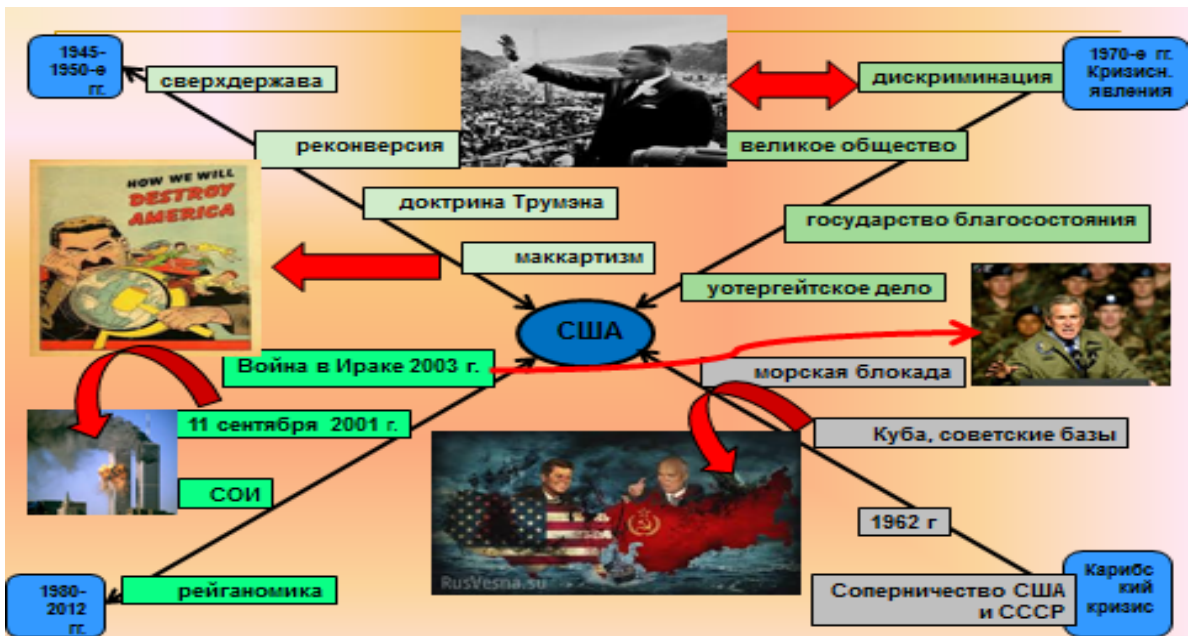 1945-
1950-е
гг.
сверхдержава
реконверсия
доктрина Трумэна
маккартизм
HOW WE WILL
DESTROY
AMERICA
1970-е гг.
Кризисн.
явления
дискриминация
великое общество
государство благосостояния
уотергейтское дело
США
Война в Ираке 2003 г.
11 сентября 2001 г.
СОИ
рейганомика
1980-
2012
гг.
морская блокада
Куба, советские базы
1962 г
Соперничество США
и СССР
Карибс
кий
кризис
RusVesna.su